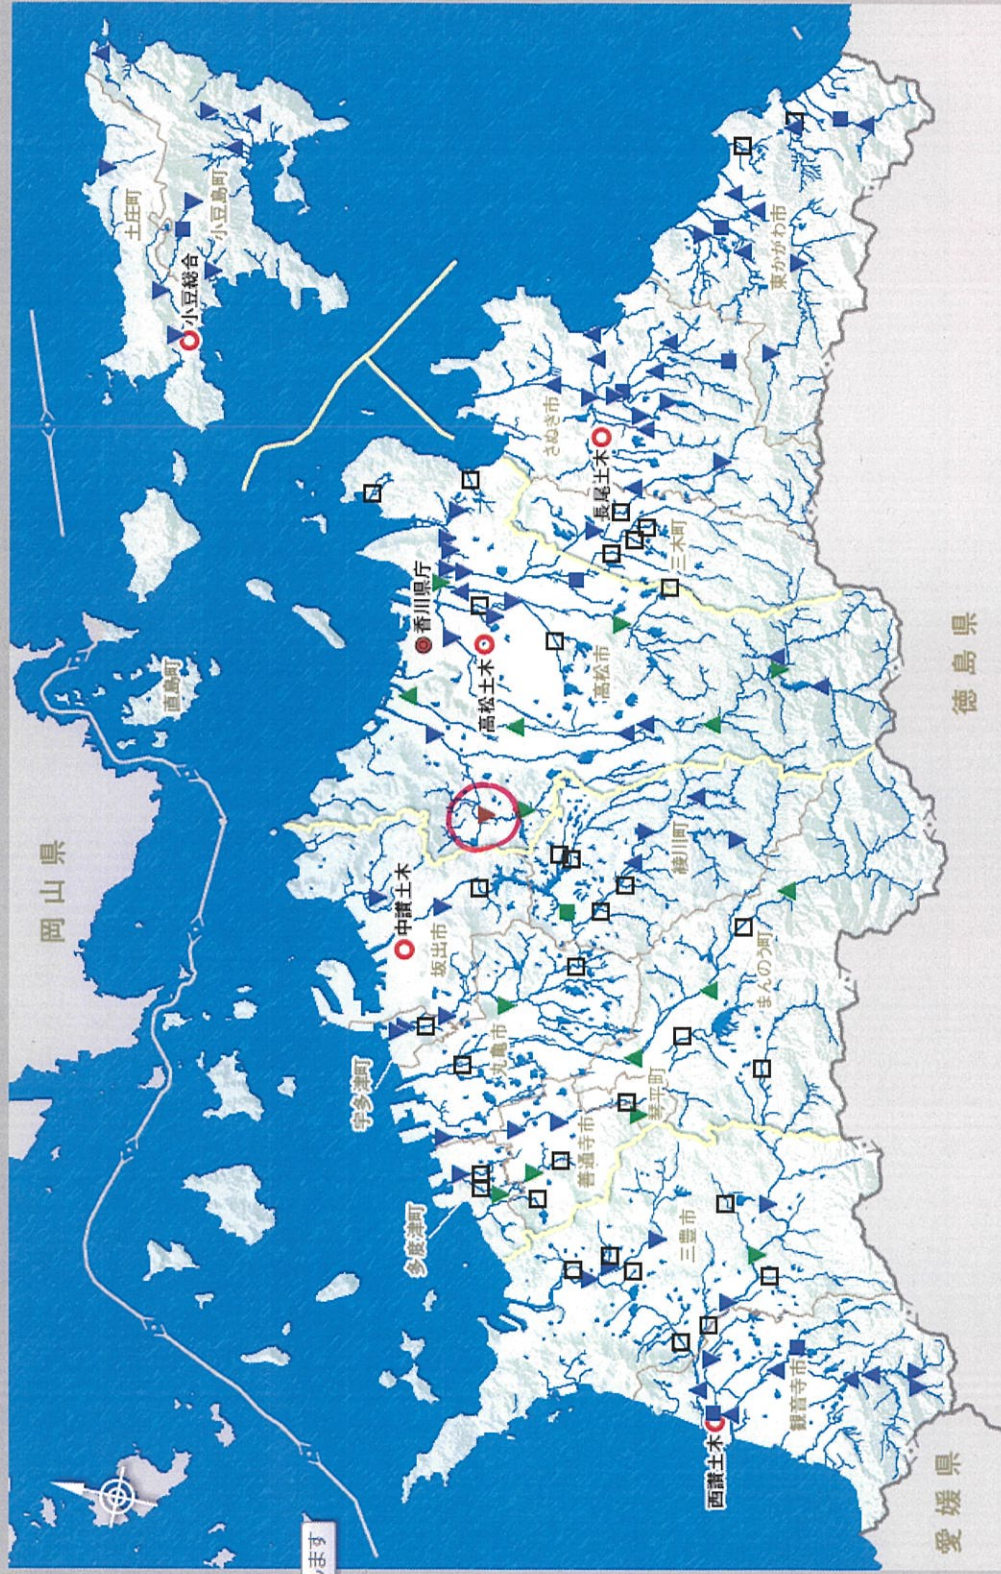 岡山県
土庄町
小豆島町
小豆総合
直島町
香川県庁
高松土木
高松市
さぬき市
長尾土木
三木町
東かがわ市
中讃土木
坂出市
宇多津町
丸亀市
綾川町
まんのう町
琴平町
善通寺市
多度津町
三豊市
西讃土木
観音寺市
徳島県
愛媛県
ます